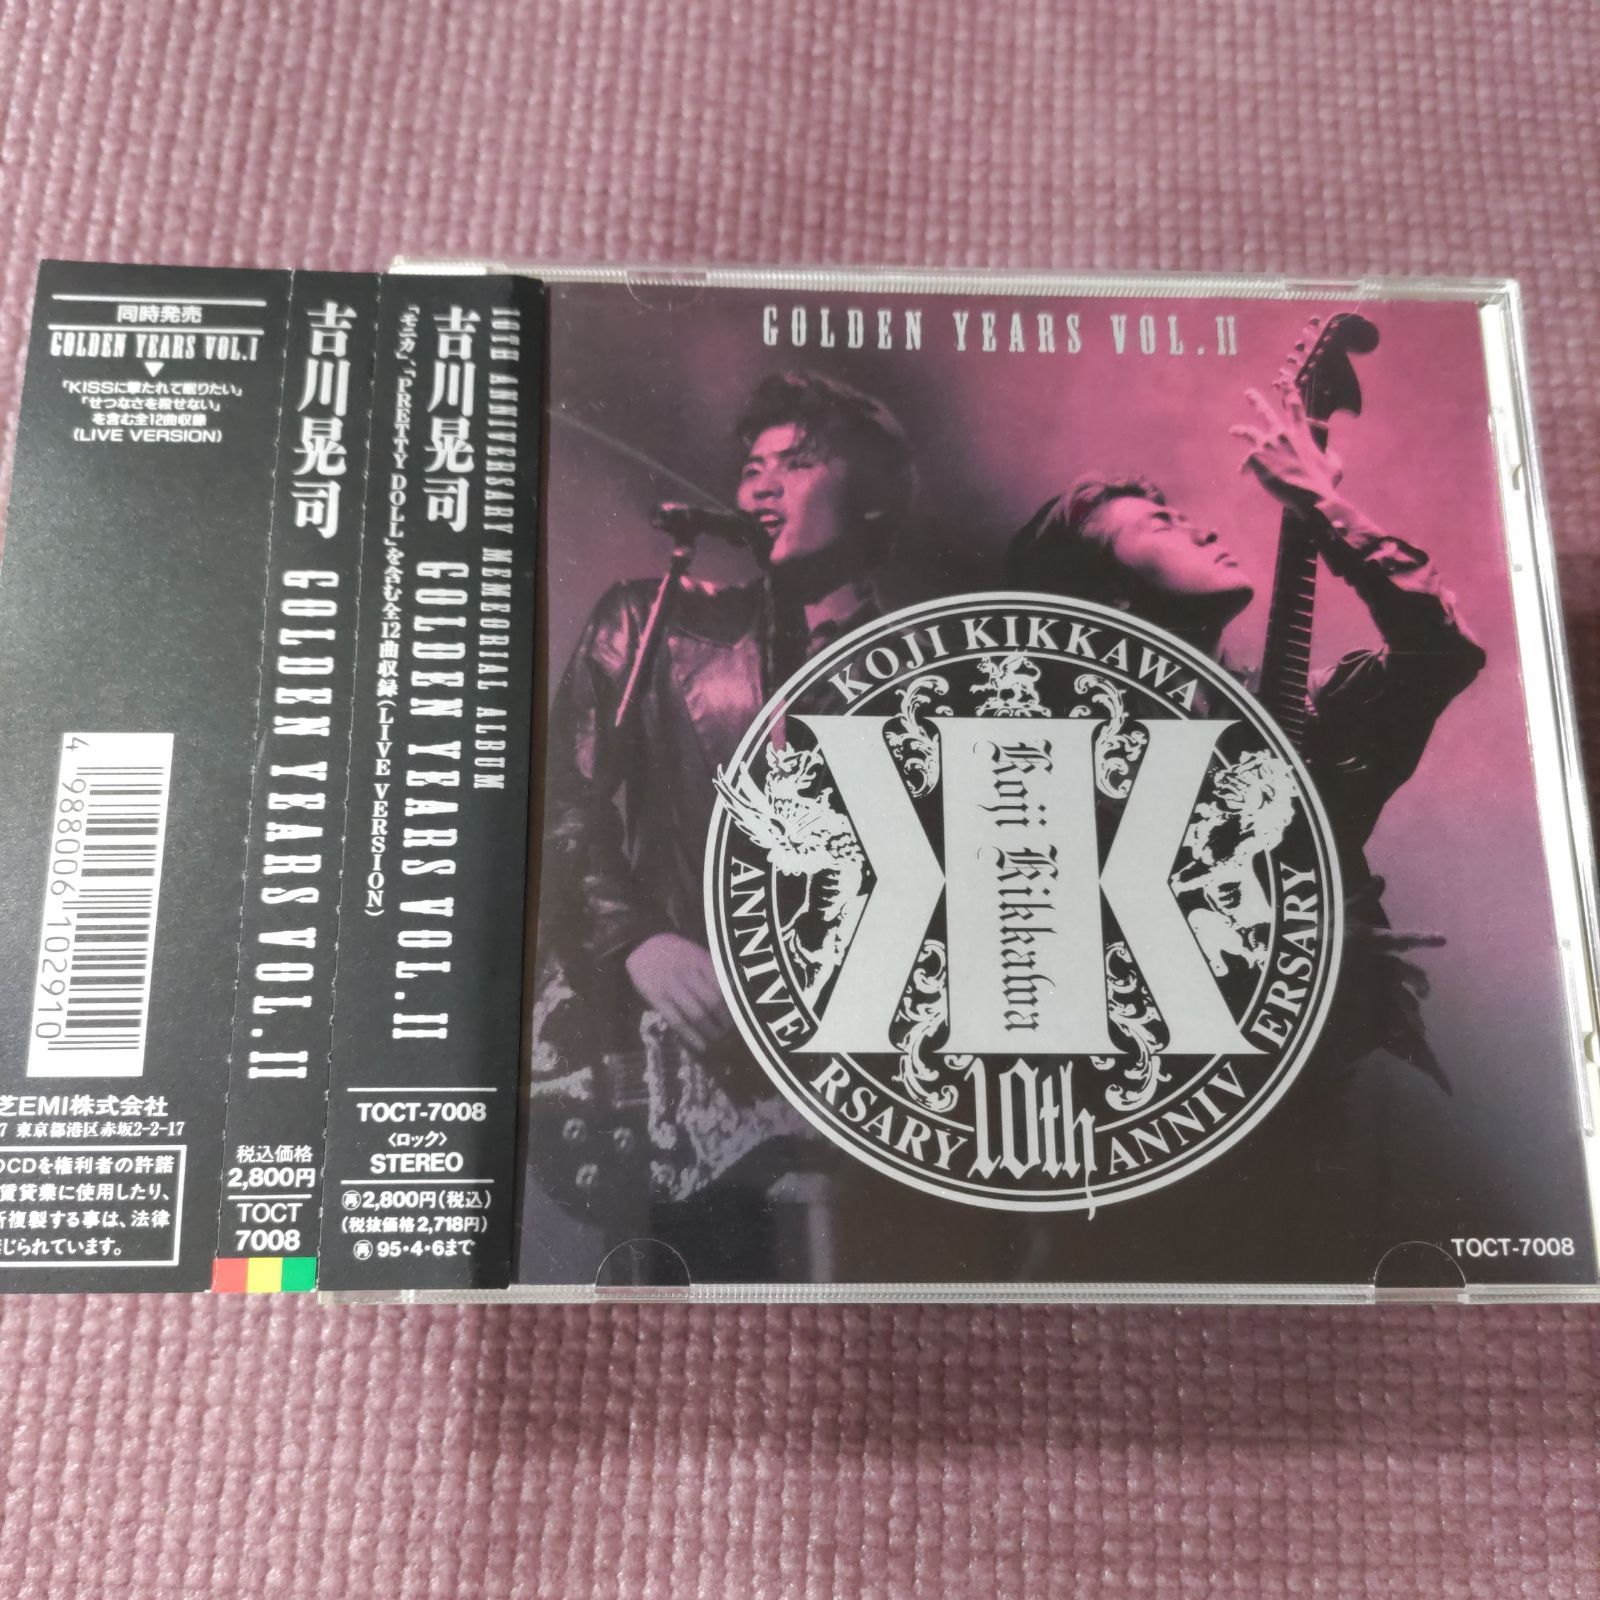 同時発売
GOLDEN YEARS VOL.I
「KISSに撃たれて眠りたい」
「せつなさを殺せない」
を含む全12曲収録
(LIVE VERSION)
4 988006 102910
芝EMI株式会社
7 東京都港区赤坂2-2-17
のCDを権利者の許諾
賃貸業に使用したり、
複製する事は、法律
じられています。
吉川晃司 GOLDEN YEARS VOL.II
税込価格
2,800円
TOCT
7008
10TH ANNIVERSARY MEMORIAL ALBUM
吉川晃司 GOLDEN YEARS VOL.II
「モニカ」、「PRETTY DOLL」を含む全12曲収録(LIVE VERSION)
TOCT-7008
〈ロック〉
STEREO
再2,800円(税込)
(税抜価格2,718円)
再95・4・6まで
GOLDEN YEARS VOL.II
KOJI KIKKAWA
Koji Kikkawa
ANNIVERSARY
10th
ANNIVERSARY
TOCT-7008